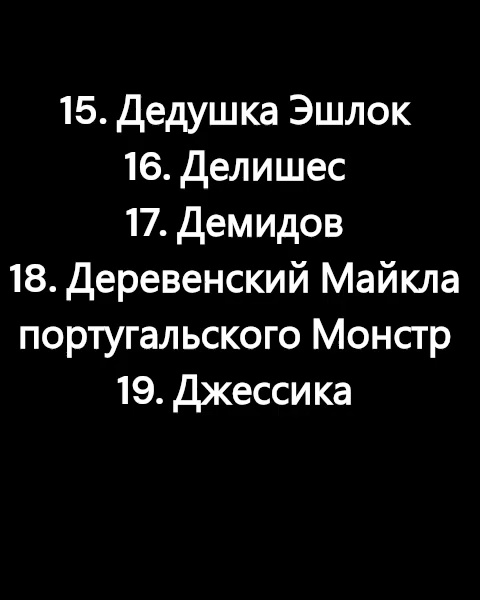 15. Дедушка Эшлок
16. Делишес
17. Демидов
18. Деревенский Майкла
португальского Монстр
19. Джессика